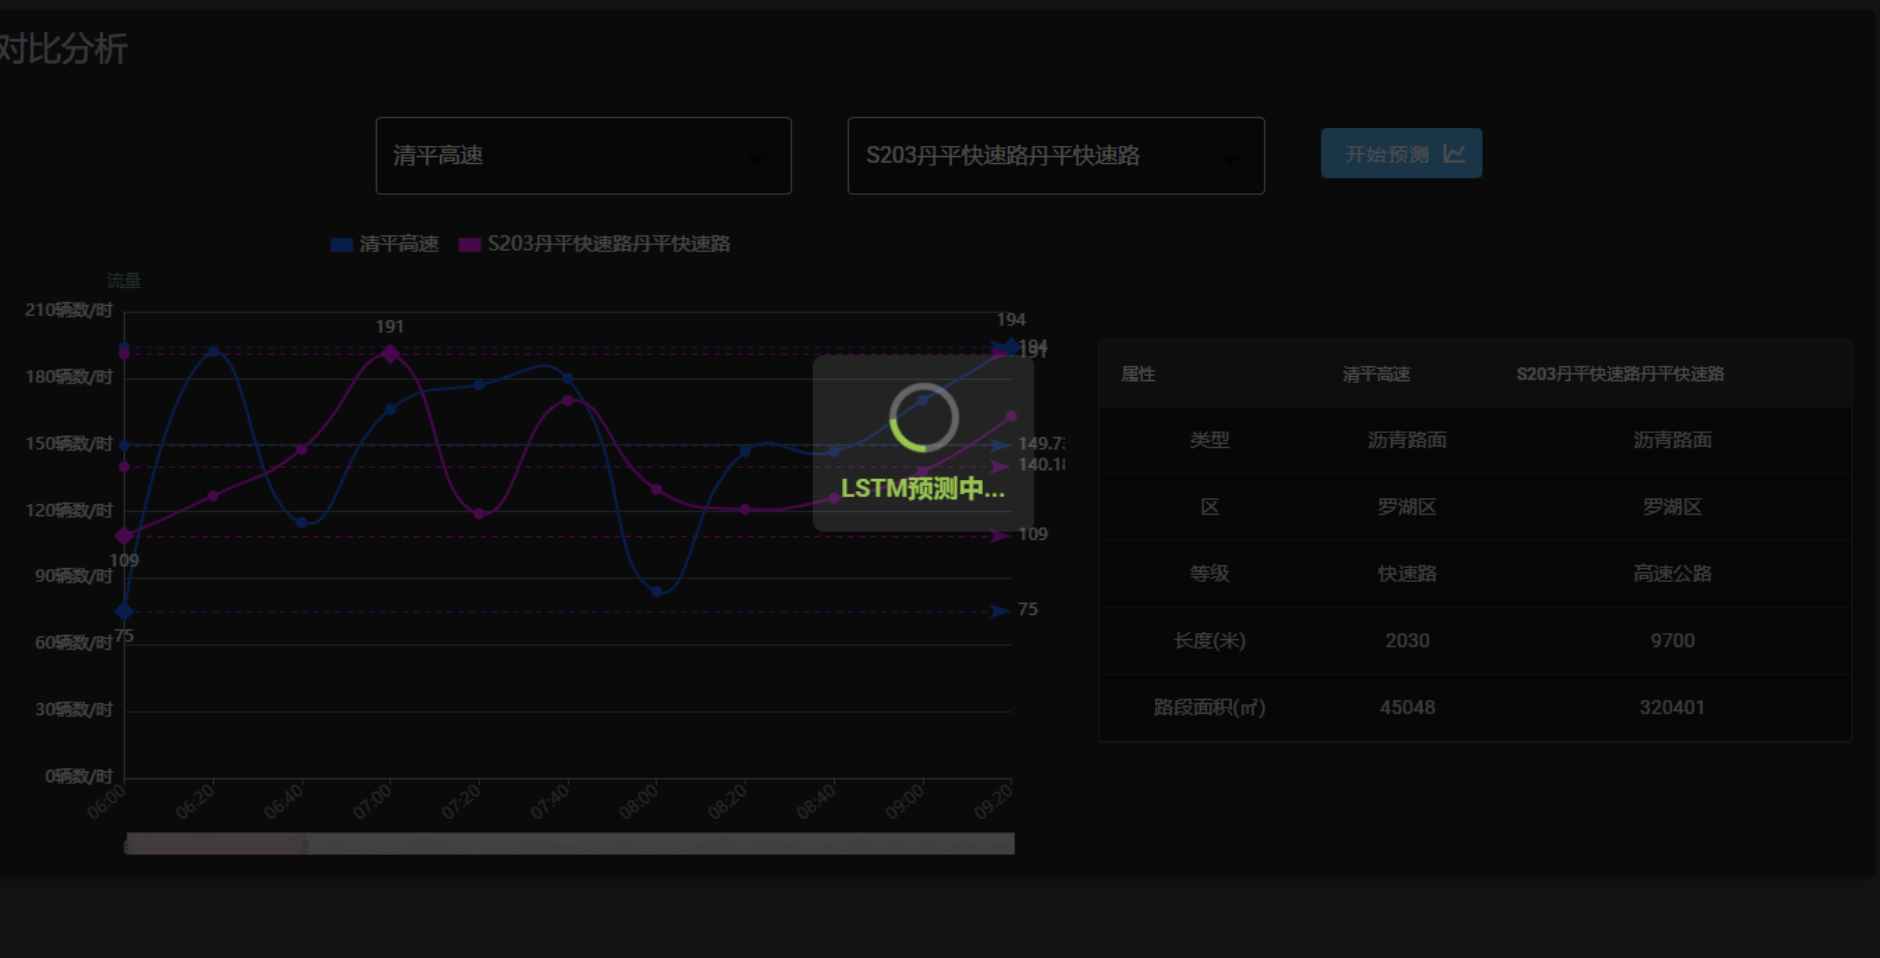 对比分析
清平高速
S203丹平快速路丹平快速路
开始预测
清平高速 S203丹平快速路丹平快速路
流量
210辆数/时
180辆数/时
150辆数/时
120辆数/时
90辆数/时
60辆数/时
30辆数/时
0辆数/时
191
194
194
191
149.7
140.1
109
75
109
75
LSTM预测中...
06:00 06:20 06:40 07:00 07:20 07:40 08:00 08:20 08:40 09:00 09:20
属性 清平高速 S203丹平快速路丹平快速路
类型 沥青路面 沥青路面
区 罗湖区 罗湖区
等级 快速路 高速公路
长度(米) 2030 9700
路段面积(㎡) 45048 320401